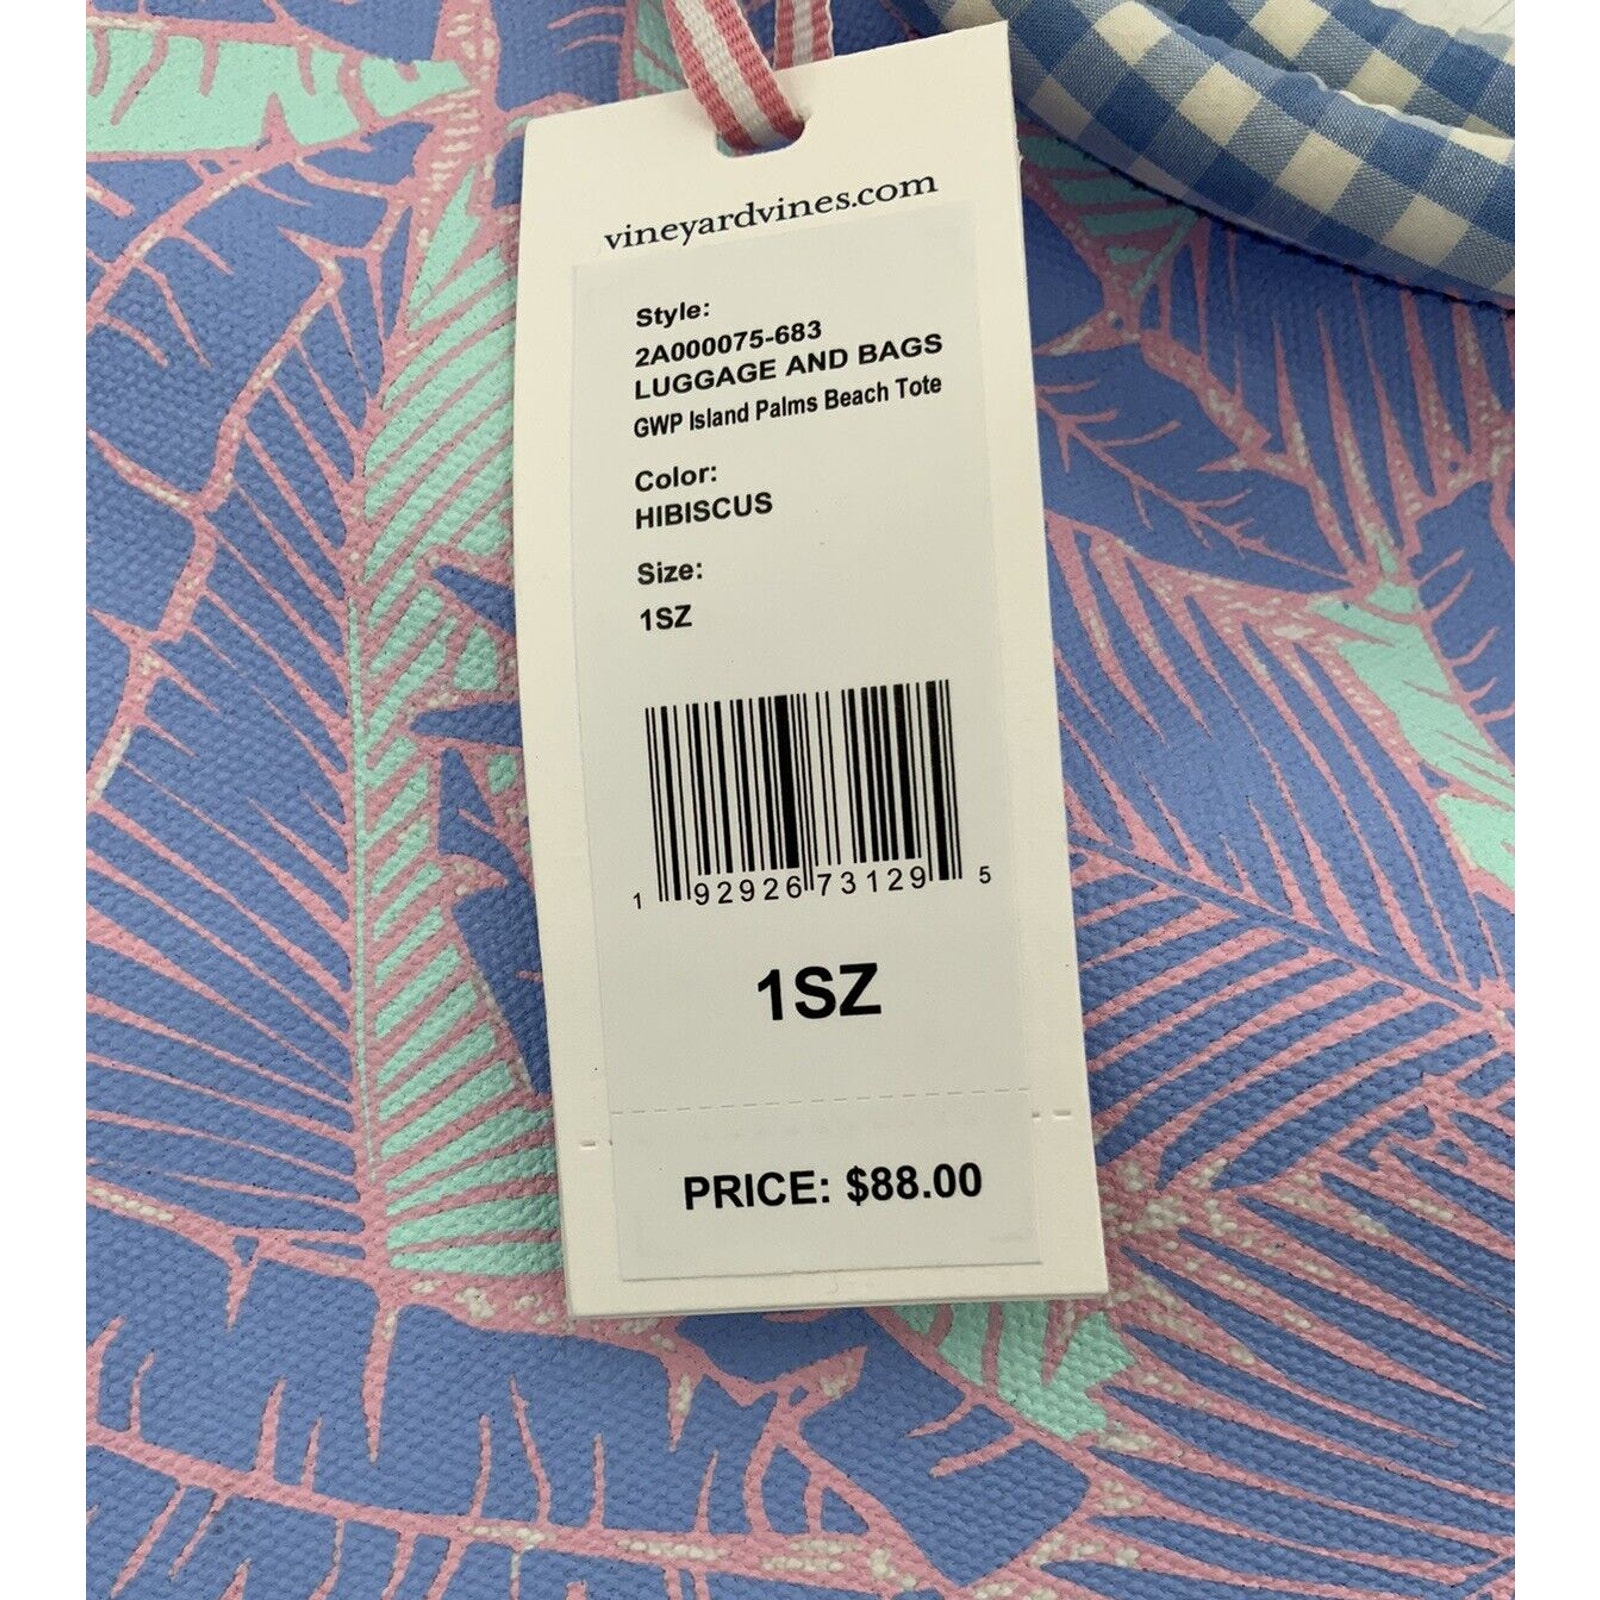 vineyardvines.com
Style:
2A000075-683
LUGGAGE AND BAGS
GWP Island Palms Beach Tote
Color:
HIBISCUS
Size:
1SZ
1 92926 73129 5
1SZ
PRICE: $88.00